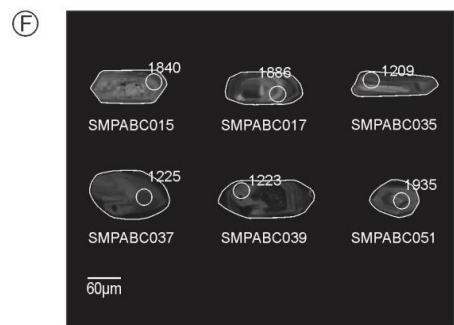 F
1840 1886 1209
SMPABC015 SMPABC017 SMPABC035
1225 1223 1935
SMPABC037 SMPABC039 SMPABC051
60µm